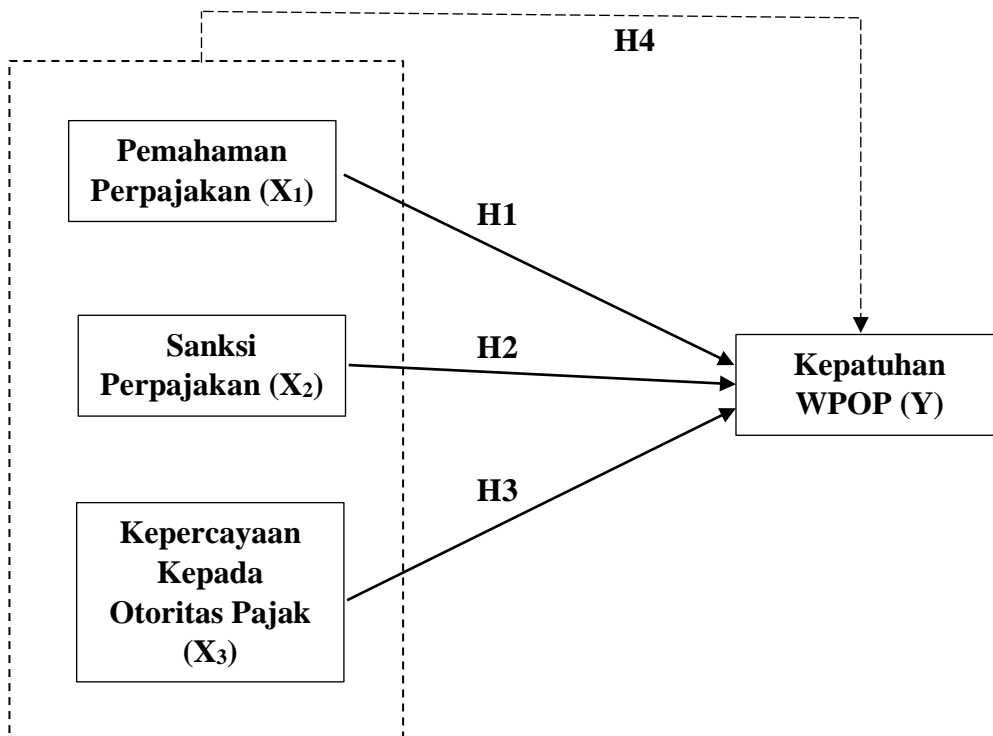 H4
Pemahaman
Perpajakan (X₁)
H1
Sanksi
Perpajakan (X₂)
H2
Kepatuhan
WPOP (Y)
H3
Kepercayaan
Kepada
Otoritas Pajak
(X₃)